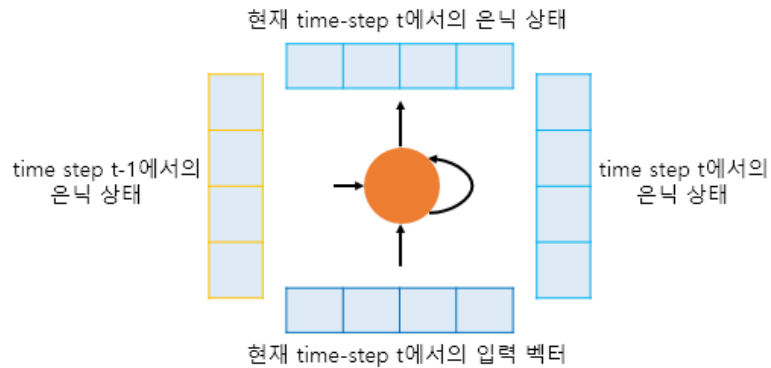 현재 time-step t에서의 은닉 상태
time step t-1에서의
은닉 상태
time step t에서의
은닉 상태
현재 time-step t에서의 입력 벡터